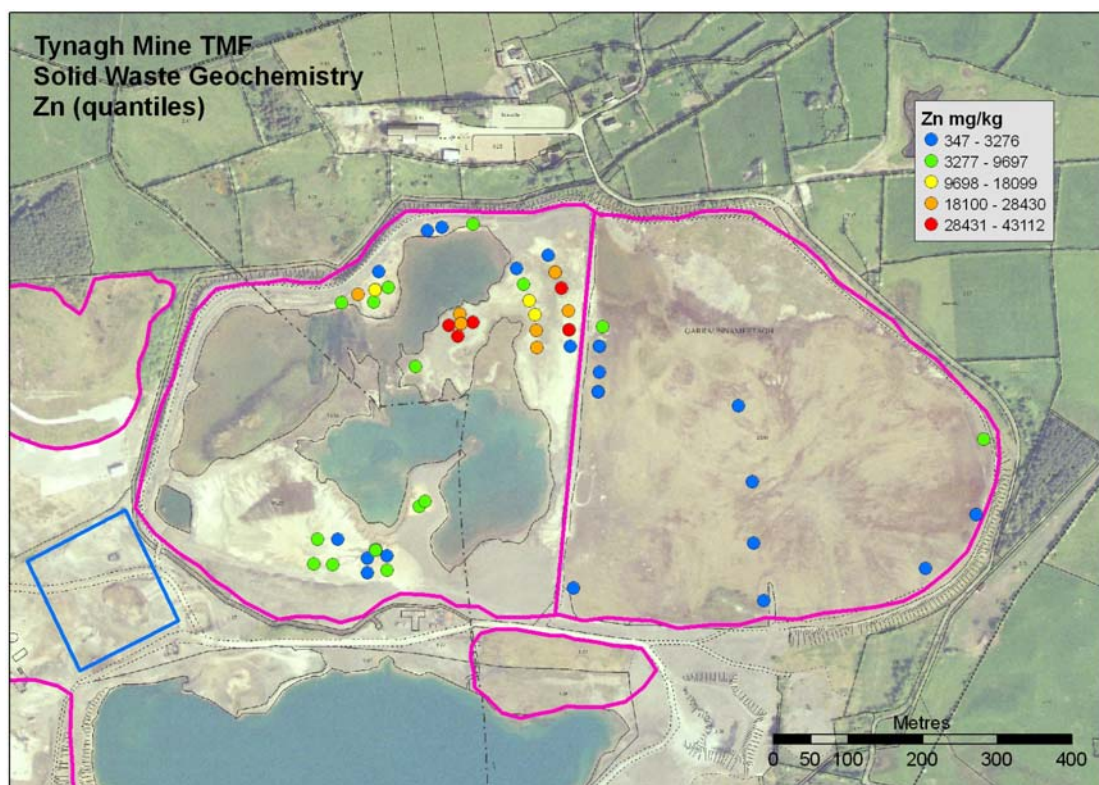 Tynagh Mine TMF
Solid Waste Geochemistry
Zn (quantiles)
Zn mg/kg
347 - 3276
3277 - 9697
9698 - 18099
18100 - 28430
28431 - 43112
Metres
0 50 100 200 300 400